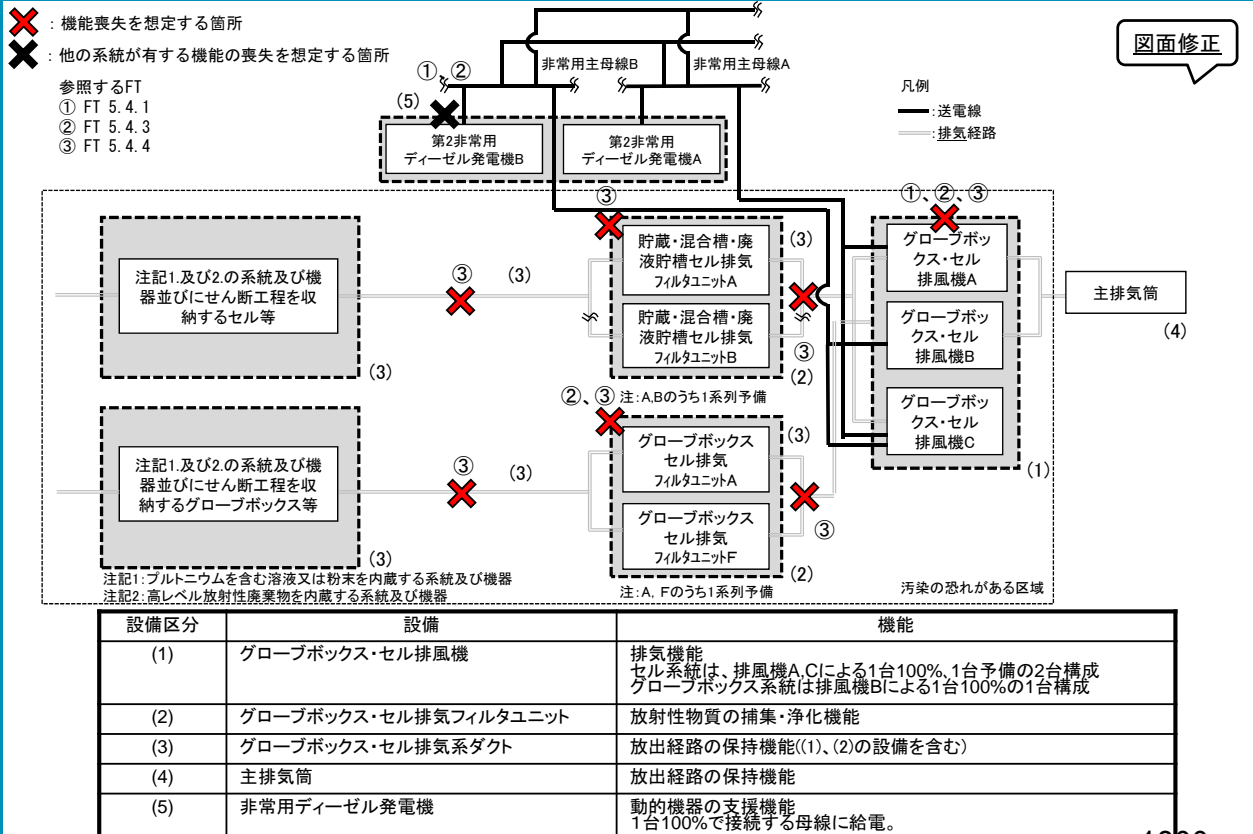 ：機能喪失を想定する箇所
：他の系統が有する機能の喪失を想定する箇所
参照するFT
① FT 5.4.1
② FT 5.4.3
③ FT 5.4.4
図面修正
凡例
：送電線
：排気経路
非常用主母線B
非常用主母線A
①、②
(5)
第2非常用
ディーゼル発電機B
第2非常用
ディーゼル発電機A
注記1.及び2.の系統及び機
器並びにせん断工程を収
納するセル等
(3)
③
(3)
③
貯蔵・混合槽・廃
液貯槽セル排気
フィルタユニットA
(3)
貯蔵・混合槽・廃
液貯槽セル排気
フィルタユニットB
③
(2)
注:A,Bのうち1系列予備
①、②、③
グローブボッ
クス・セル
排風機A
グローブボッ
クス・セル
排風機B
グローブボッ
クス・セル
排風機C
(1)
主排気筒
(4)
注記1.及び2.の系統及び機
器並びにせん断工程を収
納するグローブボックス等
(3)
③
(3)
②、③
グローブボックス
セル排気
フィルタユニットA
(3)
グローブボックス
セル排気
フィルタユニットF
③
(2)
注:A, Fのうち1系列予備
注記1:プルトニウムを含む溶液又は粉末を内蔵する系統及び機器
注記2:高レベル放射性廃棄物を内蔵する系統及び機器
汚染の恐れがある区域
設備区分 設備 機能
(1) グローブボックス・セル排風機 排気機能
セル系統は、排風機A,Cによる1台100%、1台予備の2台構成
グローブボックス系統は排風機Bによる1台100%の1台構成
(2) グローブボックス・セル排気フィルタユニット 放射性物質の捕集・浄化機能
(3) グローブボックス・セル排気系ダクト 放出経路の保持機能((1)、(2)の設備を含む)
(4) 主排気筒 放出経路の保持機能
(5) 非常用ディーゼル発電機 動的機器の支援機能
1台100%で接続する母線に給電。